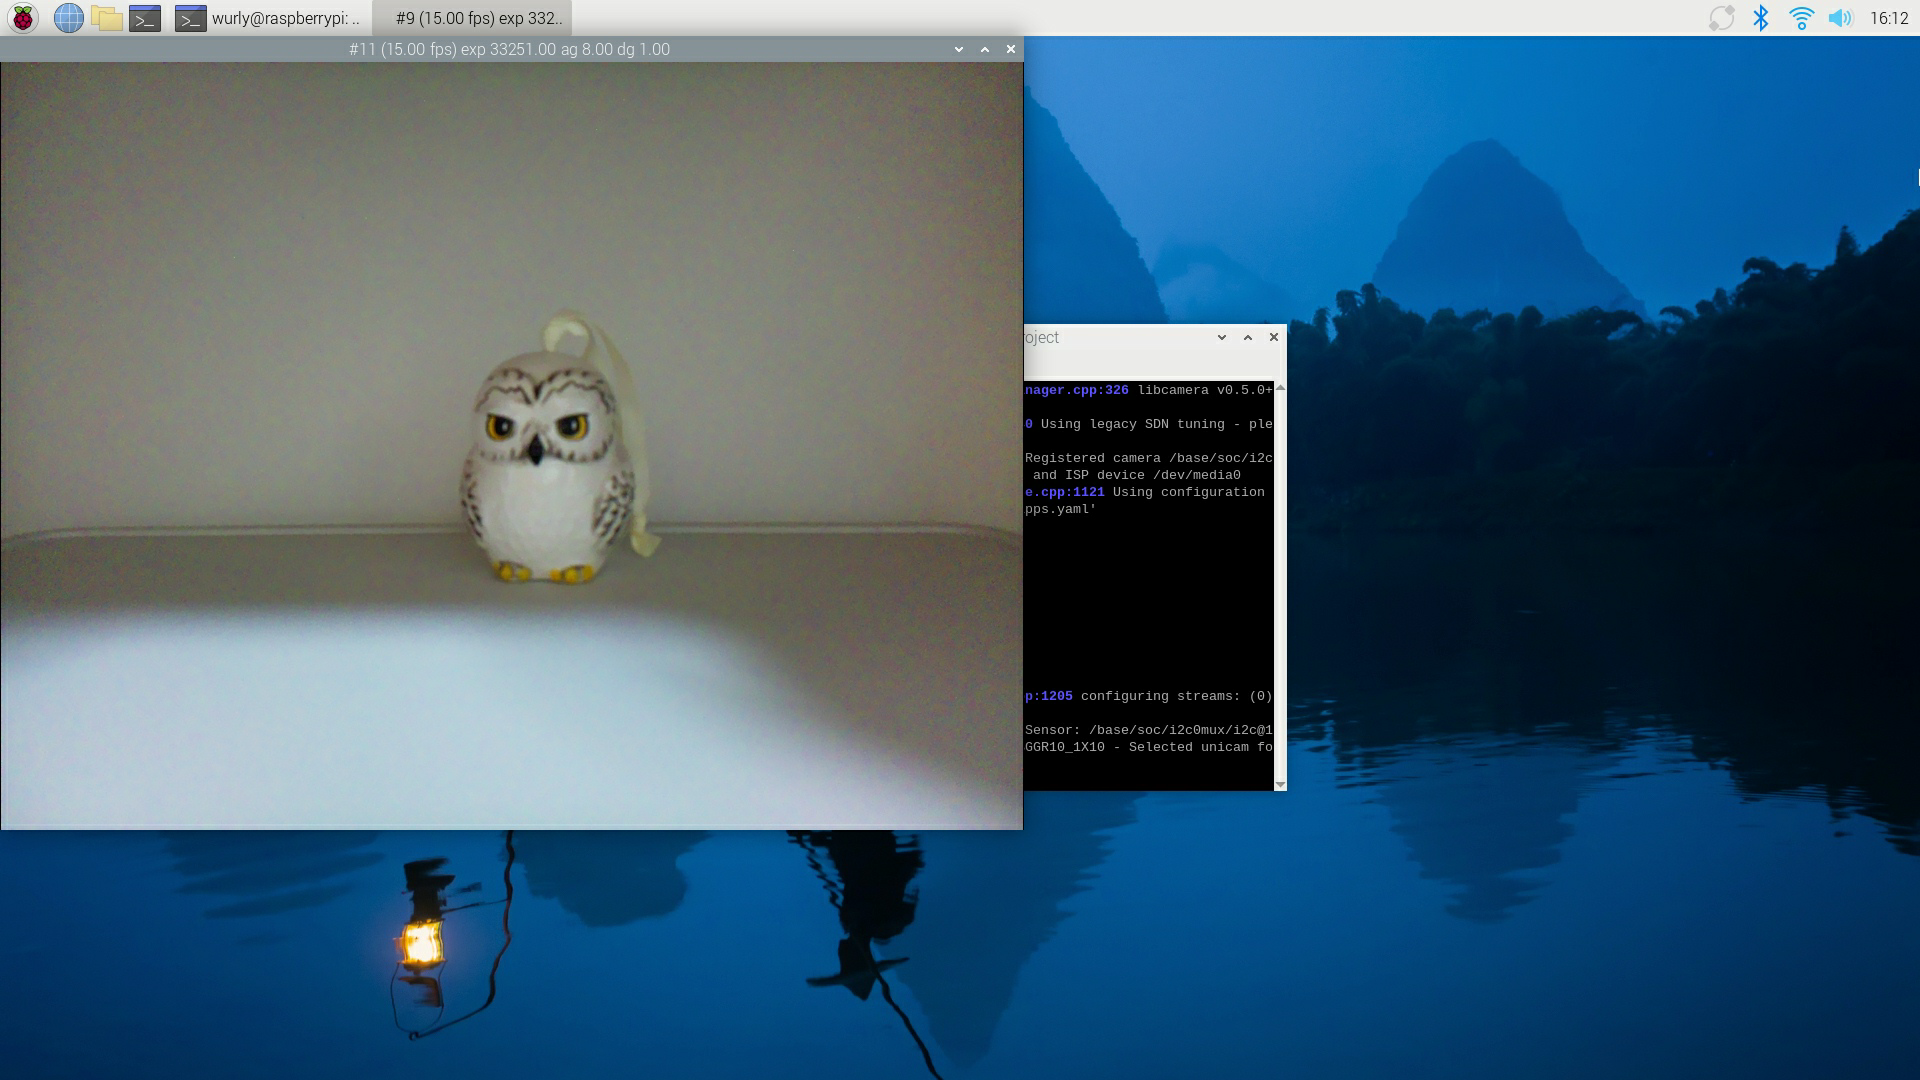 wurly@raspberrypi: ..
#9 (15.00 fps) exp 332..
16:12
#11 (15.00 fps) exp 33251.00 ag 8.00 dg 1.00
oject
nager.cpp:326 libcamera v0.5.0+
0 Using legacy SDN tuning - ple
Registered camera /base/soc/i2c
and ISP device /dev/media0
e.cpp:1121 Using configuration
pps.yaml'
p:1205 configuring streams: (0)
Sensor: /base/soc/i2c0mux/i2c@1
GGR10_1X10 - Selected unicam fo